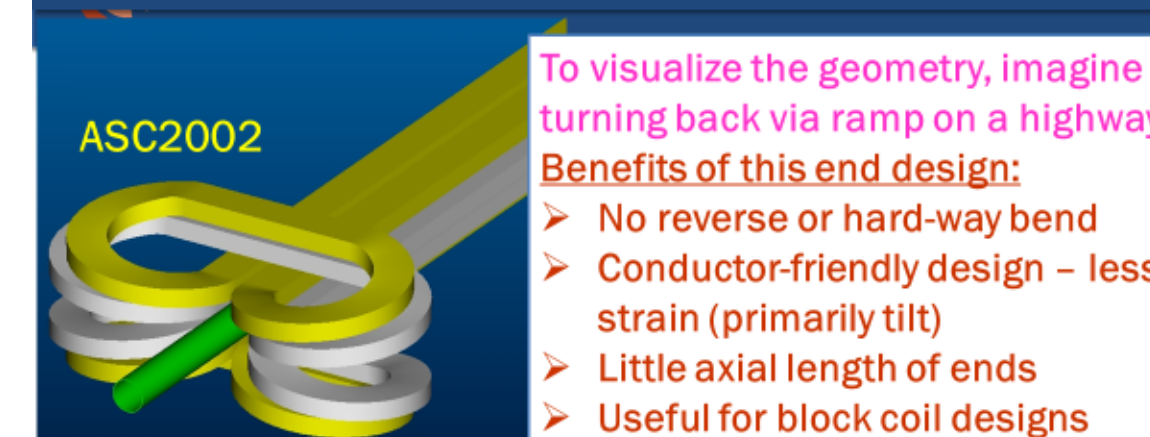 ASC2002
To visualize the geometry, imagine
turning back via ramp on a highway
Benefits of this end design:
➢ No reverse or hard-way bend
➢ Conductor-friendly design – less
strain (primarily tilt)
➢ Little axial length of ends
➢ Useful for block coil designs